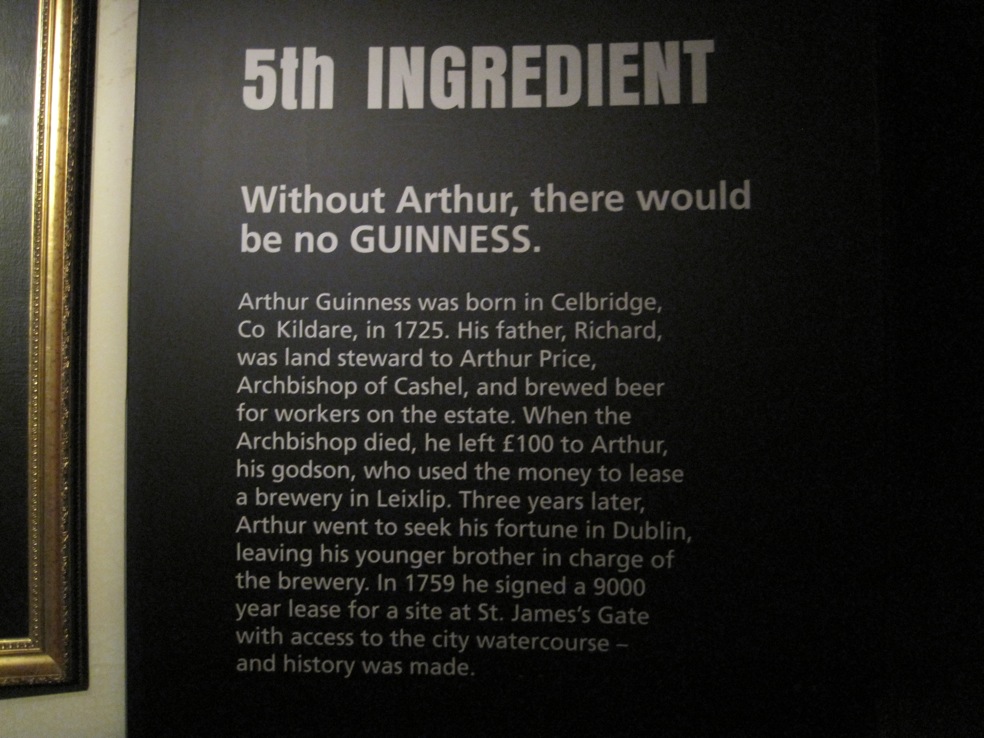 5th INGREDIENT
Without Arthur, there would
be no GUINNESS.
Arthur Guinness was born in Celbridge,
Co Kildare, in 1725. His father, Richard,
was land steward to Arthur Price,
Archbishop of Cashel, and brewed beer
for workers on the estate. When the
Archbishop died, he left £100 to Arthur,
his godson, who used the money to lease
a brewery in Leixlip. Three years later,
Arthur went to seek his fortune in Dublin,
leaving his younger brother in charge of
the brewery. In 1759 he signed a 9000
year lease for a site at St. James's Gate
with access to the city watercourse –
and history was made.